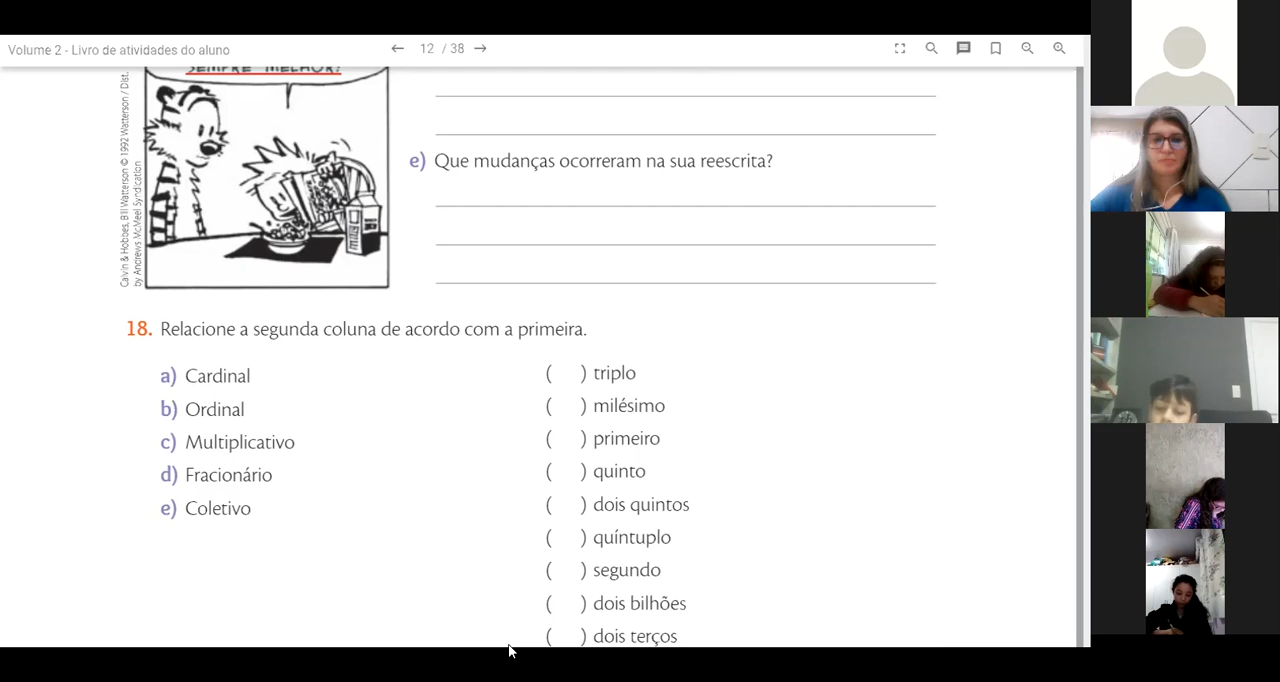 Volume 2 - Livro de atividades do aluno
12 / 38
SEMPRE MELHOR!
Calvin & Hobbes, Bill Watterson © 1992 Watterson / Dist.
by Andrews McMeel Syndication
e) Que mudanças ocorreram na sua reescrita?
18. Relacione a segunda coluna de acordo com a primeira.
a) Cardinal
b) Ordinal
c) Multiplicativo
d) Fracionário
e) Coletivo
( ) triplo
( ) milésimo
( ) primeiro
( ) quinto
( ) dois quintos
( ) quíntuplo
( ) segundo
( ) dois bilhões
( ) dois terços